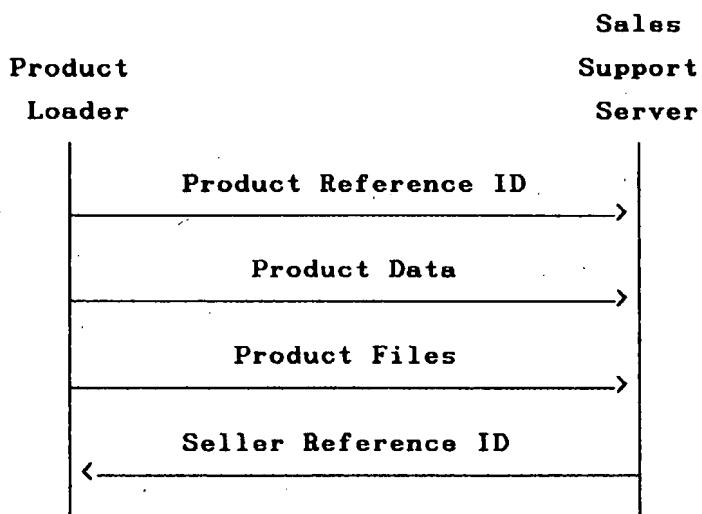 Sales
Product Support
Loader Server
Product Reference ID
Product Data
Product Files
Seller Reference ID